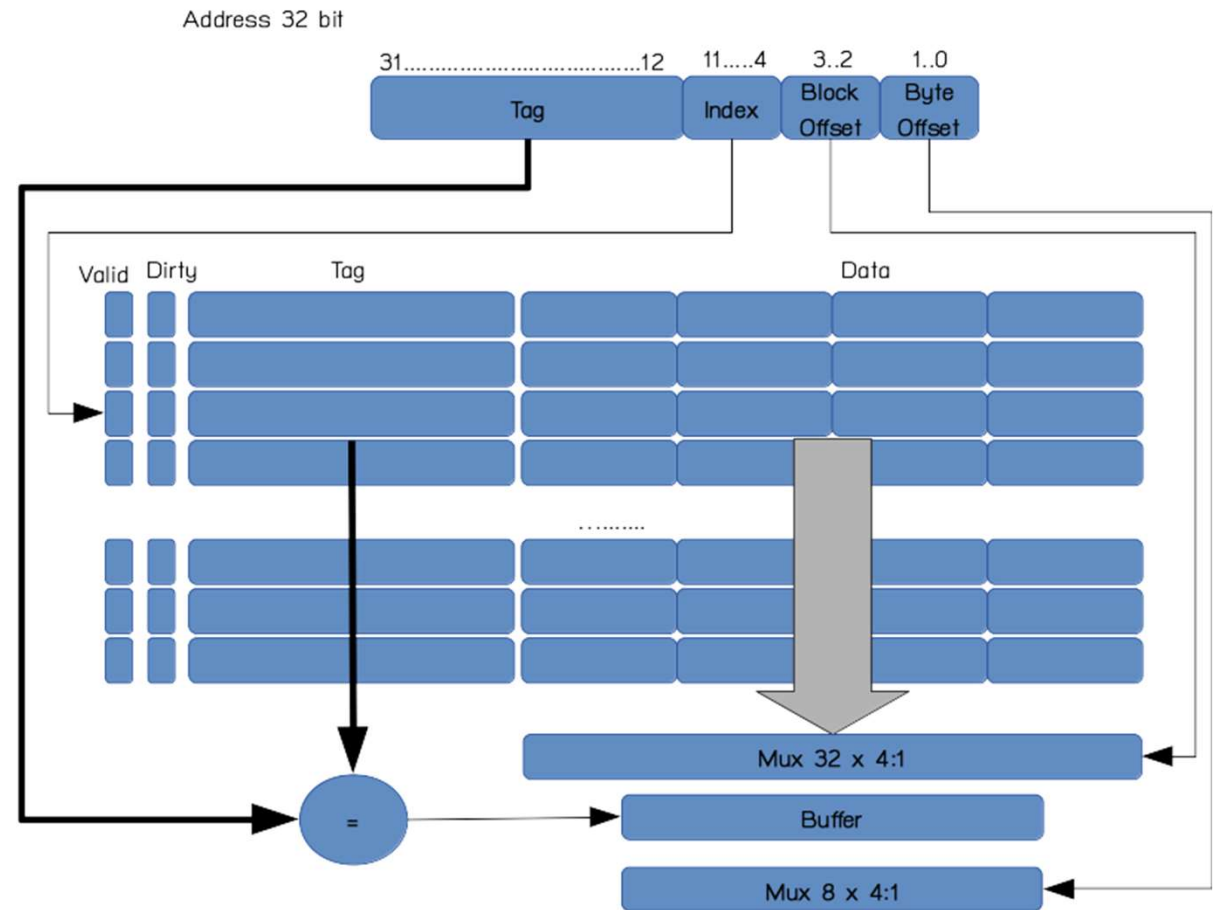 Address 32 bit
31....................................12 11.....4 3..2 1..0
Tag Index Block Offset Byte Offset
Valid Dirty Tag Data
.........
Mux 32 x 4:1
= Buffer
Mux 8 x 4:1